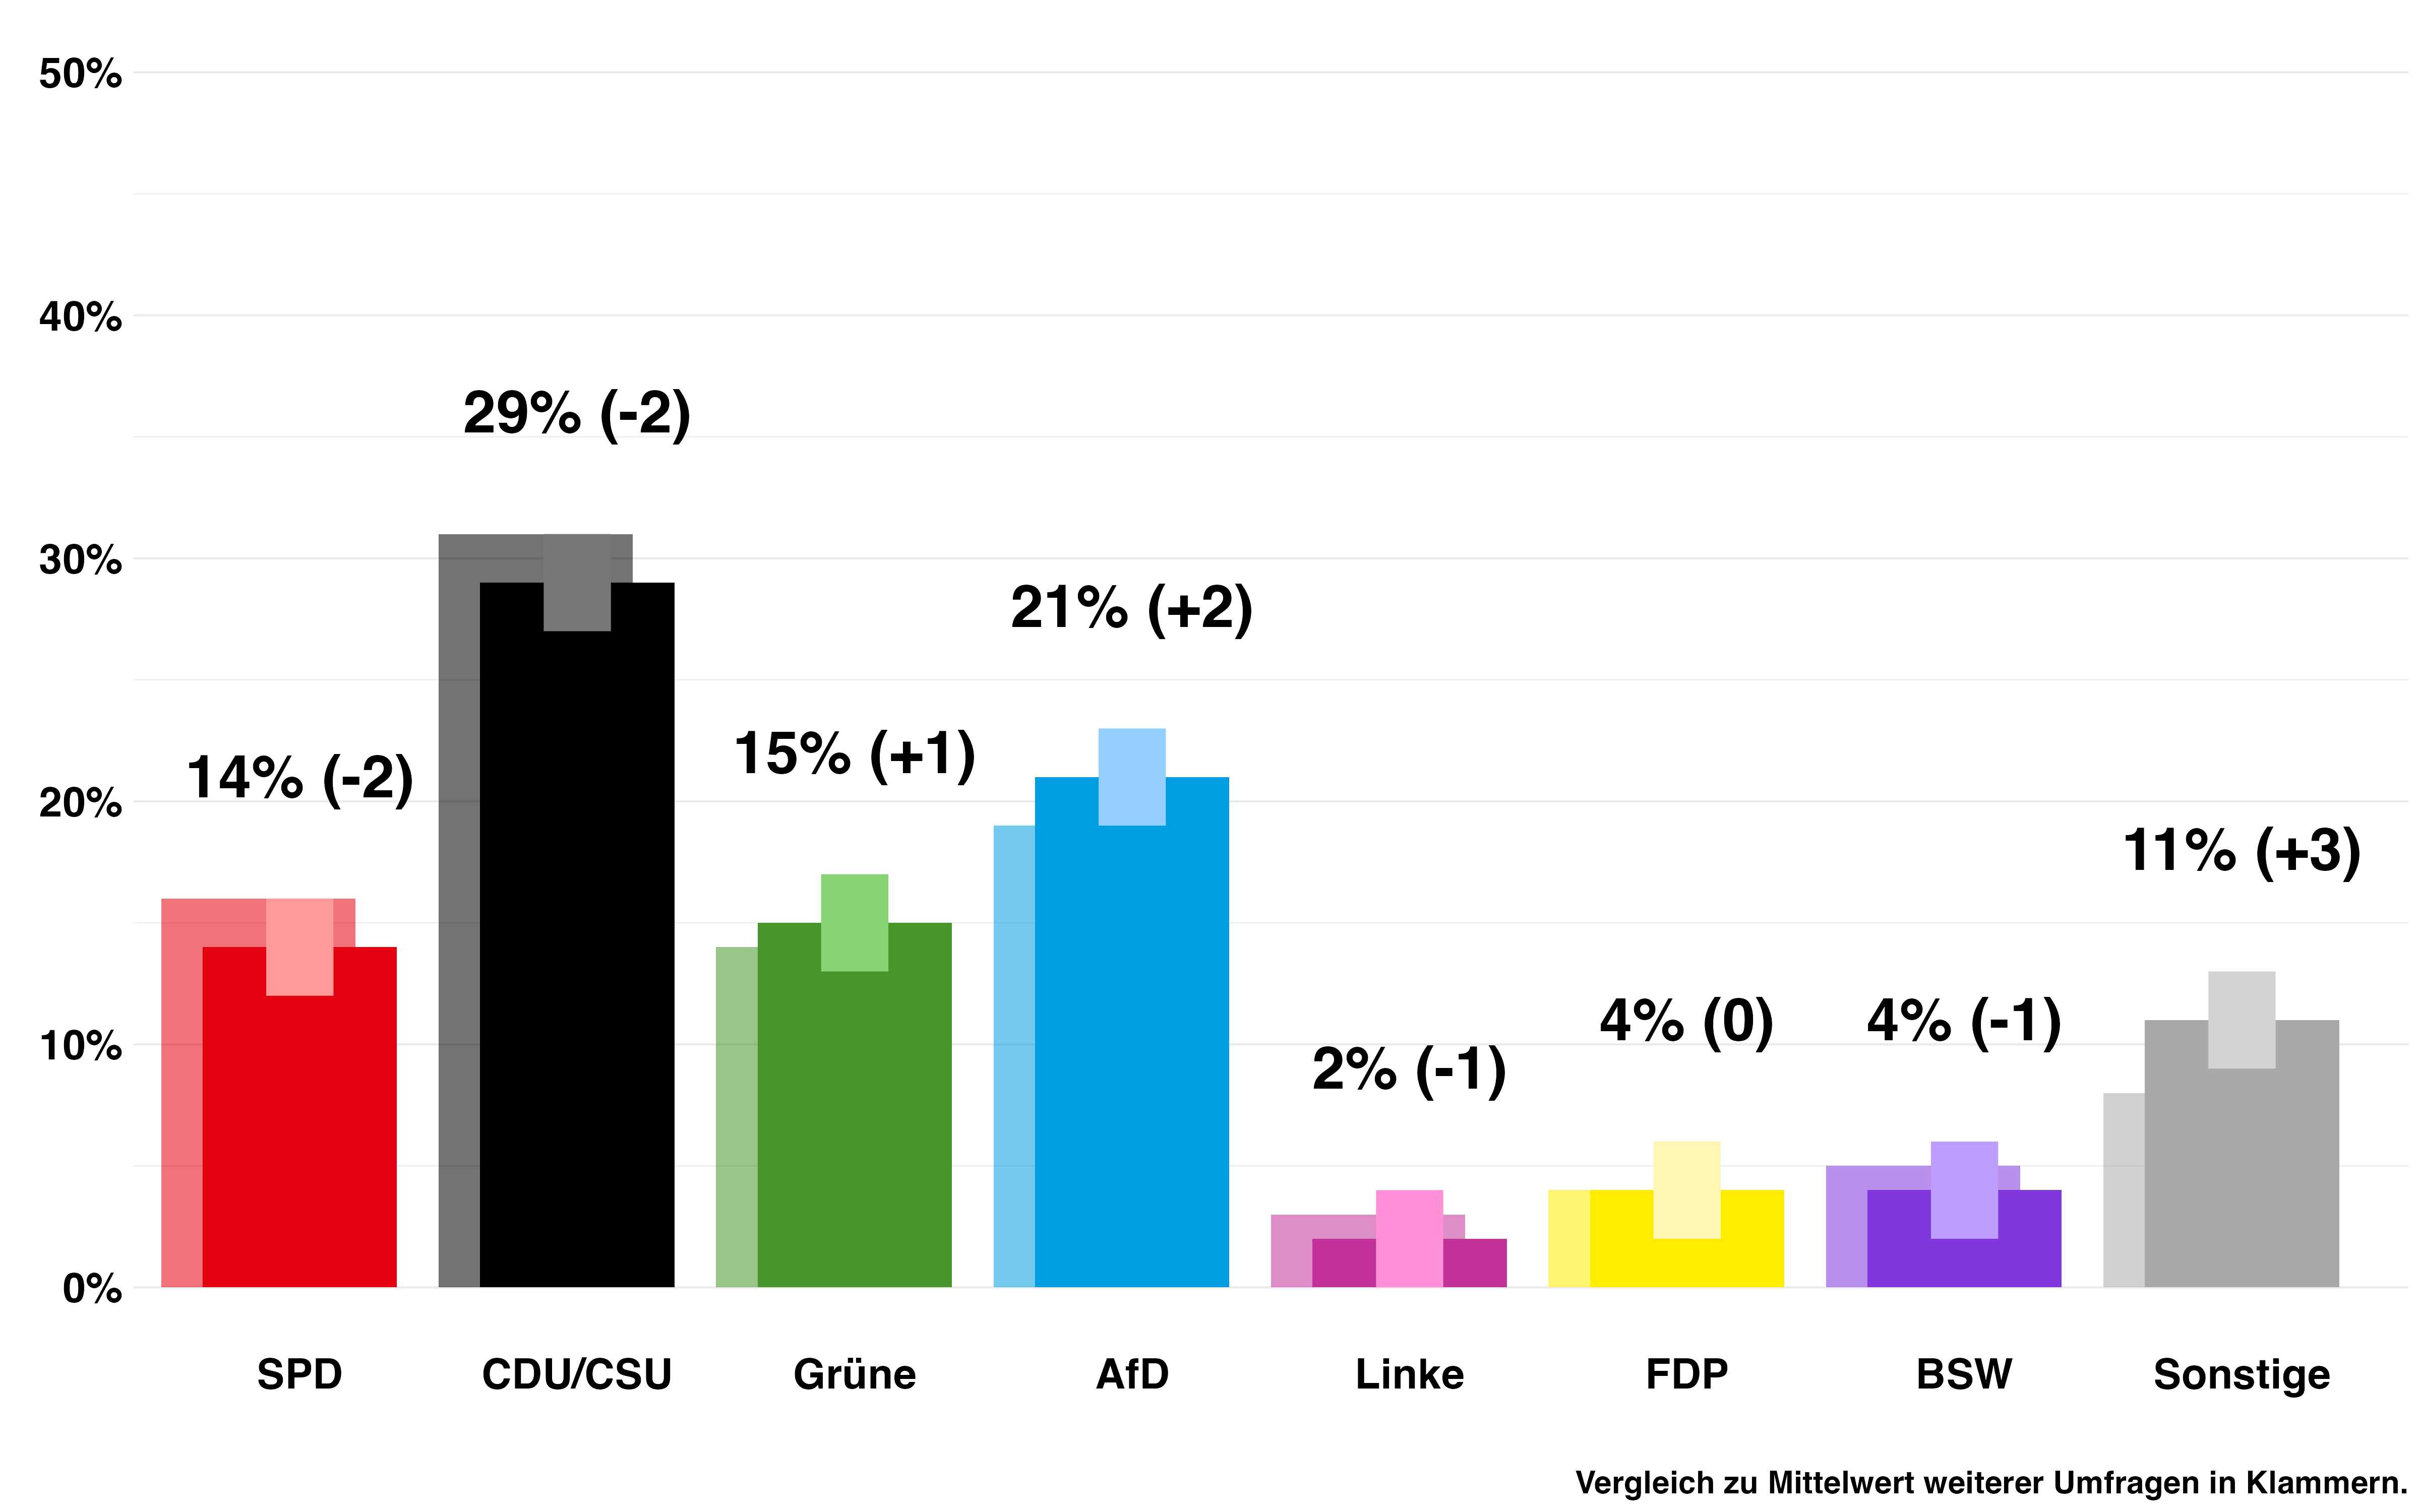 50%
40%
30%
20%
10%
0%
14% (-2)
29% (-2)
15% (+1)
21% (+2)
2% (-1)
4% (0)
4% (-1)
11% (+3)
SPD
CDU/CSU
Grüne
AfD
Linke
FDP
BSW
Sonstige
Vergleich zu Mittelwert weiterer Umfragen in Klammern.